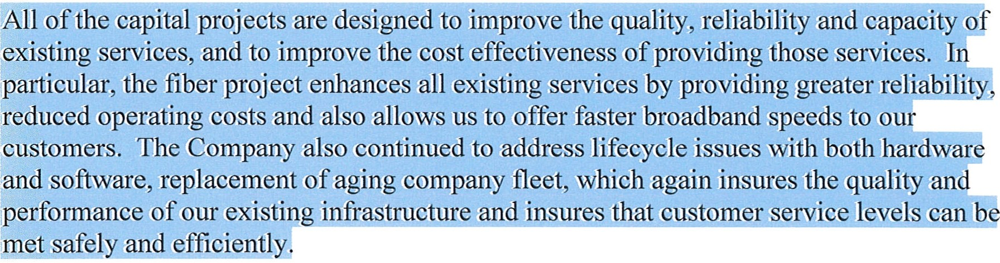 All of the capital projects are designed to improve the quality, reliability and capacity of
existing services, and to improve the cost effectiveness of providing those services.  In
particular, the fiber project enhances all existing services by providing greater reliability,
reduced operating costs and also allows us to offer faster broadband speeds to our
customers.  The Company also continued to address lifecycle issues with both hardware
and software, replacement of aging company fleet, which again insures the quality and
performance of our existing infrastructure and insures that customer service levels can be
met safely and efficiently.